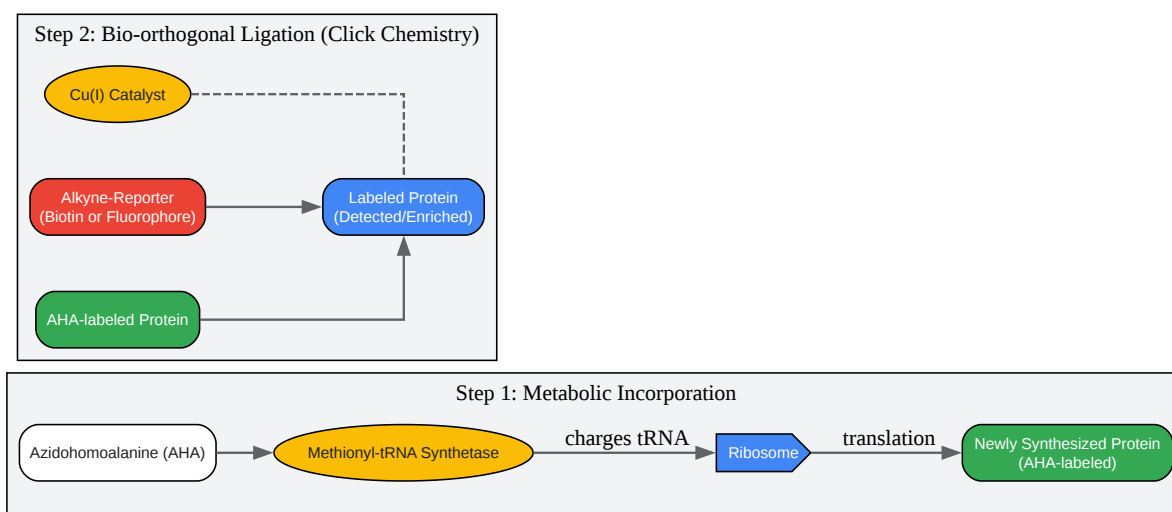 Step 2: Bio-orthogonal Ligation (Click Chemistry)
Cu(I) Catalyst
Alkyne-Reporter
(Biotin or Fluorophore)
Labeled Protein
(Detected/Enriched)
AHA-labeled Protein
Step 1: Metabolic Incorporation
Azidohomoalanine (AHA)
Methionyl-tRNA Synthetase
charges tRNA
Ribosome
translation
Newly Synthesized Protein
(AHA-labeled)